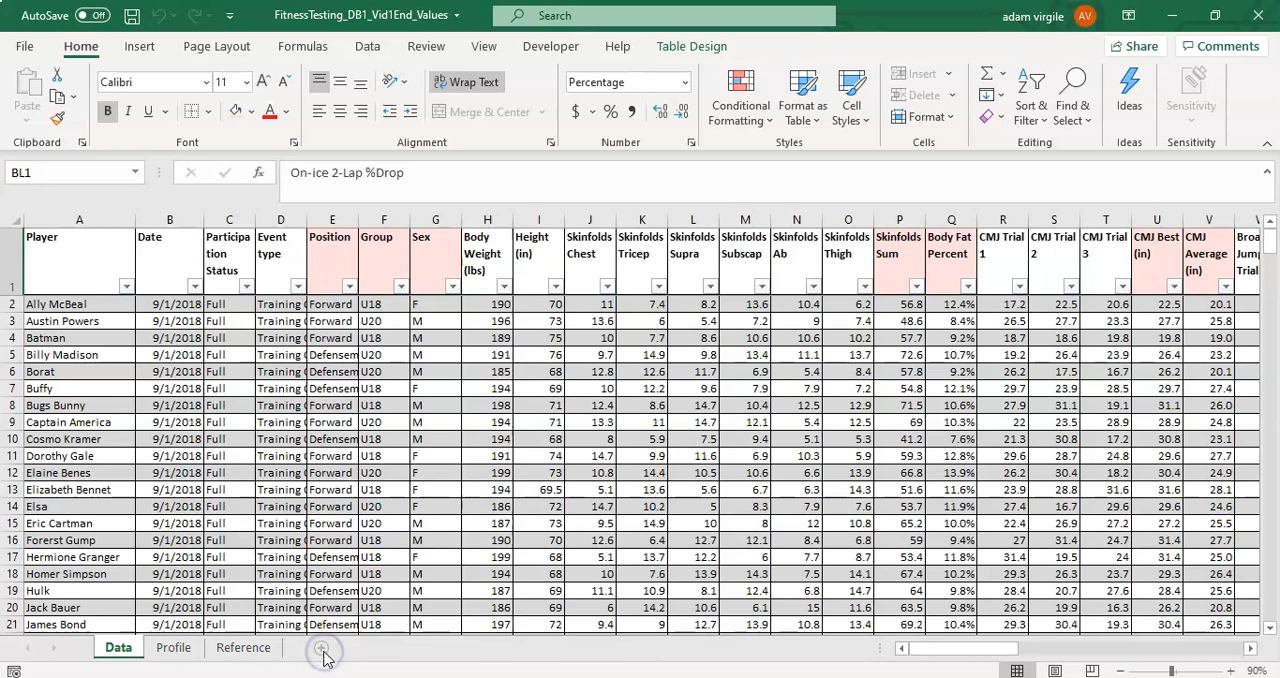 AutoSave Off FitnessTesting_DB1_Vid1End_Values Search adam virgile AV
File Home Insert Page Layout Formulas Data Review View Developer Help Table Design Share Comments
Paste Calibri 11 B I U Wrap Text Merge & Center Percentage $ % Conditional Formatting Format as Table Cell Styles Insert Delete Format Sort & Filter Find & Select Ideas Sensitivity
Clipboard Font Alignment Number Styles Cells Editing Ideas Sensitivity
BL1 fx On-ice 2-Lap %Drop
A B C D E F G H I J K L M N O P Q R S T U V
1 Player Date Participation Status Event type Position Group Sex Body Weight (lbs) Height (in) Skinfolds Chest Skinfolds Tricep Skinfolds Supra Skinfolds Subscap Skinfolds Ab Skinfolds Thigh Skinfolds Sum Body Fat Percent CMJ Trial 1 CMJ Trial 2 CMJ Trial 3 CMJ Best (in) CMJ Average (in) Broa Jump Trial
2 Ally McBeal 9/1/2018 Full Training Forward U18 F 190 70 11 7.4 8.2 13.6 10.4 6.2 56.8 12.4% 17.2 22.5 20.6 22.5 20.1
3 Austin Powers 9/1/2018 Full Training Forward U20 M 196 73 13.6 6 5.4 7.2 9 7.4 48.6 8.4% 26.5 27.7 23.3 27.7 25.8
4 Batman 9/1/2018 Full Training Forward U20 M 189 75 10 7.7 8.6 10.6 10.6 10.2 57.7 9.2% 18.7 18.6 19.8 19.8 19.0
5 Billy Madison 9/1/2018 Full Training Defensem U20 M 191 76 9.7 14.9 9.8 13.4 11.1 13.7 72.6 10.7% 19.2 26.4 23.9 26.4 23.2
6 Borat 9/1/2018 Full Training Defensem U20 M 185 68 12.8 12.6 11.7 6.9 5.4 8.4 57.8 9.2% 26.2 17.5 16.7 26.2 20.1
7 Buffy 9/1/2018 Full Training Forward U18 F 194 69 10 12.2 9.6 7.9 7.9 7.2 54.8 12.1% 29.7 23.9 28.5 29.7 27.4
8 Bugs Bunny 9/1/2018 Full Training Forward U18 M 198 71 12.4 8.6 14.7 10.4 12.5 12.9 71.5 10.6% 27.9 31.1 19.1 31.1 26.0
9 Captain America 9/1/2018 Full Training Forward U20 M 194 71 13.3 11 14.7 12.1 5.4 12.5 69 10.3% 22 23.5 28.9 28.9 24.8
10 Cosmo Kramer 9/1/2018 Full Training Defensem U20 M 194 68 8 5.9 7.5 9.4 5.1 5.3 41.2 7.6% 21.3 30.8 17.2 30.8 23.1
11 Dorothy Gale 9/1/2018 Full Training Forward U18 F 191 74 14.7 9.9 11.6 6.9 10.3 5.9 59.3 12.8% 29.6 28.7 24.8 29.6 27.7
12 Elaine Benes 9/1/2018 Full Training Forward U20 F 199 73 10.8 14.4 10.5 10.6 6.6 13.9 66.8 13.9% 26.2 30.4 18.2 30.4 24.9
13 Elizabeth Bennet 9/1/2018 Full Training Forward U18 F 194 69.5 5.1 13.6 5.6 6.7 6.3 14.3 51.6 11.6% 23.9 28.8 31.6 31.6 28.1
14 Elsa 9/1/2018 Full Training Forward U20 F 186 72 14.7 10.2 5 8.3 7.9 7.6 53.7 11.9% 27.4 16.7 29.6 29.6 24.6
15 Eric Cartman 9/1/2018 Full Training Forward U20 M 187 73 9.5 14.9 10 8 12 10.8 65.2 10.0% 22.4 26.9 27.2 27.2 25.5
16 Forerst Gump 9/1/2018 Full Training Forward U18 M 190 70 12.6 6.4 12.7 12.1 8.4 6.8 59 9.4% 27 31.4 24.7 31.4 27.7
17 Hermione Granger 9/1/2018 Full Training Defensem U18 F 199 68 5.1 13.7 12.2 6 7.7 8.7 53.4 11.8% 31.4 19.5 24 31.4 25.0
18 Homer Simpson 9/1/2018 Full Training Forward U18 M 194 70 10 7.6 13.9 14.3 7.5 14.1 67.4 10.2% 29.3 26.3 23.7 29.3 26.4
19 Hulk 9/1/2018 Full Training Defensem U18 M 187 69 11.1 10.9 8.1 12.4 6.8 14.7 64 9.8% 28.4 20.7 27.6 28.4 25.6
20 Jack Bauer 9/1/2018 Full Training Forward U18 M 186 69 6 14.2 10.6 6.1 15 11.6 63.5 9.8% 26.2 19.9 16.3 26.2 20.8
21 James Bond 9/1/2018 Full Training Defensem U18 M 197 72 9.4 9 12.7 13.9 10.8 13.4 69.2 10.4% 29.3 31.9 24.2 31.9 28.5
Data Profile Reference
90%